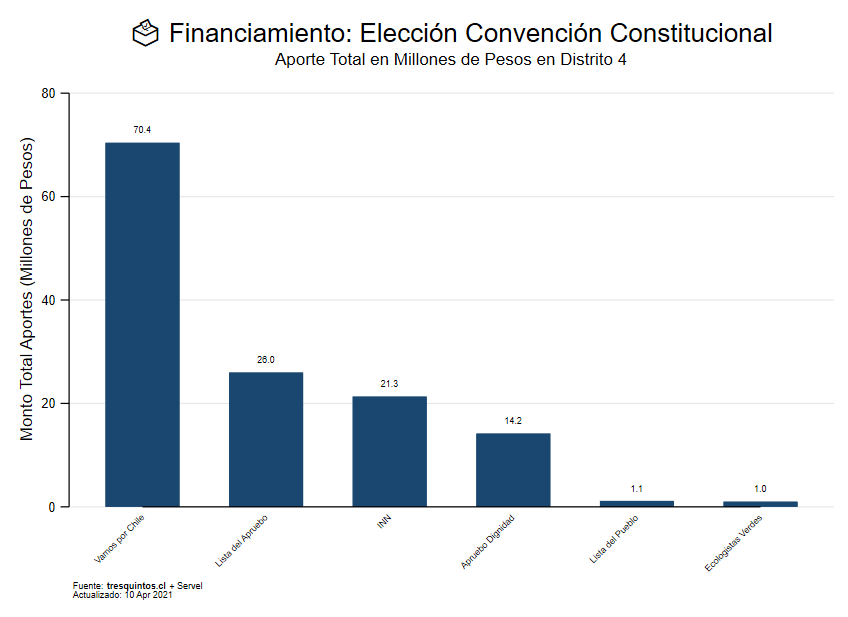 Financiamiento: Elección Convención Constitucional
Aporte Total en Millones de Pesos en Distrito 4
Monto Total Aportes (Millones de Pesos)
80
60
40
20
0
70.4
26.0
21.3
14.2
1.1
1.0
Vamos por Chile
Lista del Apruebo
INN
Apruebo Dignidad
Lista del Pueblo
Ecologistas Verdes
Fuente: tresquintos.cl + Servel
Actualizado: 10 Apr 2021